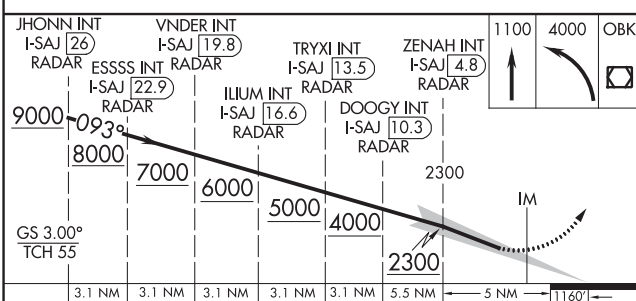 JHONN INT
I-SAJ 26
RADAR
ESSSS INT
I-SAJ 22.9
RADAR
VNDER INT
I-SAJ 19.8
RADAR
ILIUM INT
I-SAJ 16.6
RADAR
TRYXI INT
I-SAJ 13.5
RADAR
DOOGY INT
I-SAJ 10.3
RADAR
ZENAH INT
I-SAJ 4.8
RADAR
1100
4000
OBK
9000
093°
8000
7000
6000
5000
4000
2300
2300
IM
GS 3.00°
TCH 55
3.1 NM
3.1 NM
3.1 NM
3.1 NM
3.1 NM
5.5 NM
5 NM
1160'